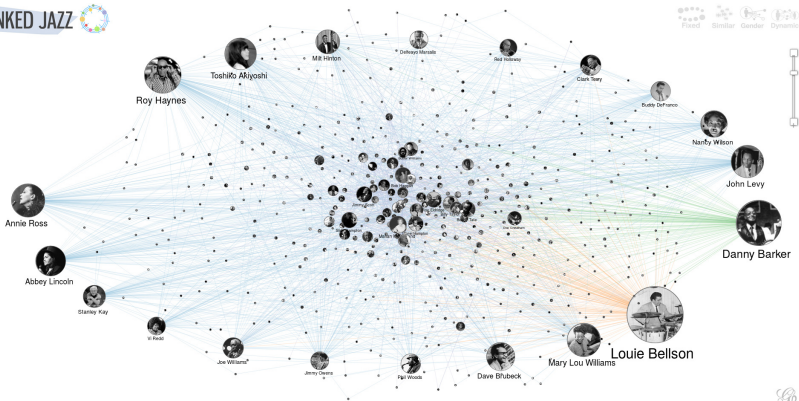 NKED JAZZ
Fixed
Similar
Gender
Dynamic
Milt Hinton
Delfeayo Marsalis
Red Holloway
Toshiko Akiyoshi
Clark Terry
Roy Haynes
Buddy DeFranco
Nancy Wilson
John Levy
Annie Ross
Danny Barker
Abbey Lincoln
Stanley Kay
Vi Redd
Louie Bellson
Joe Williams
Mary Lou Williams
Jimmy Owens
Phil Woods
Dave Brubeck